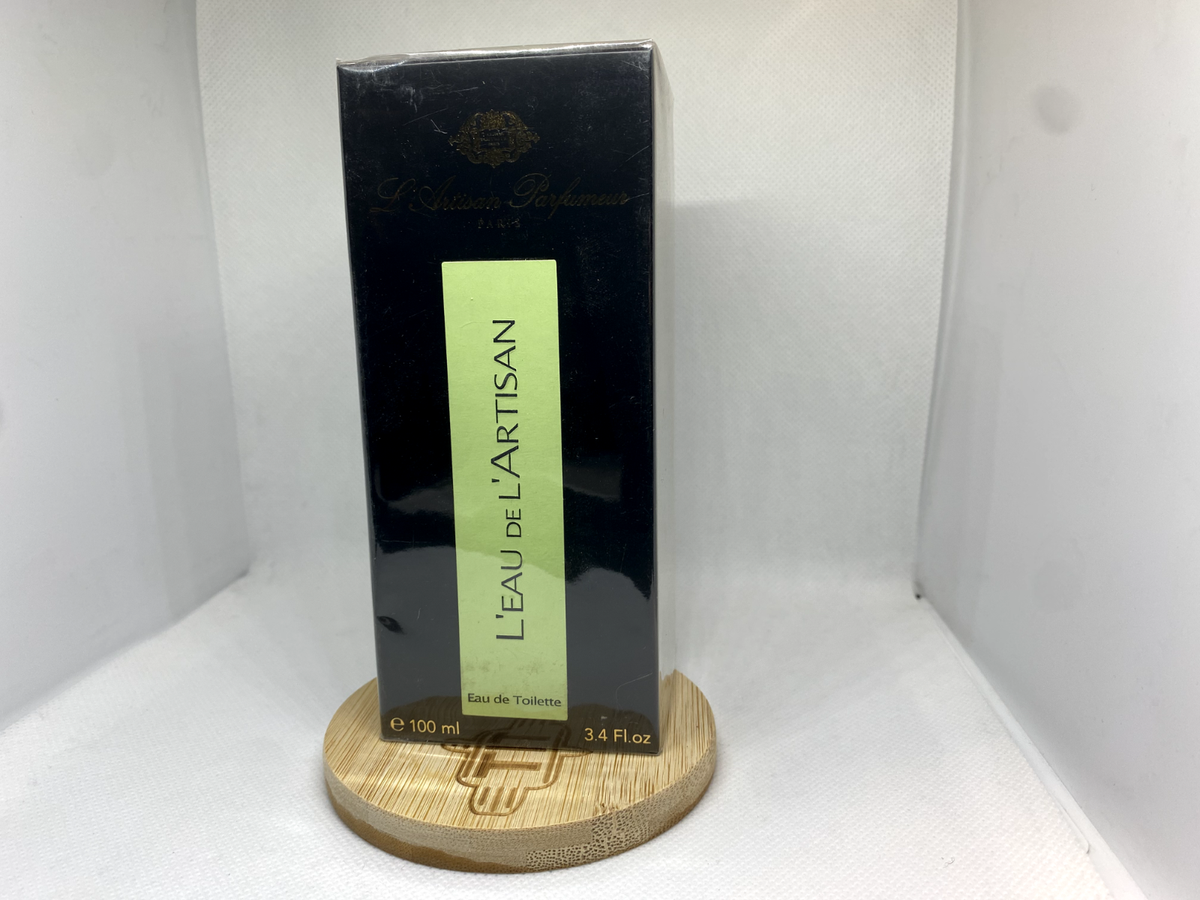 L'Artisan Parfumeur
PARIS
L'EAU DE L'ARTISAN
Eau de Toilette
℮ 100 ml
3.4 Fl.oz